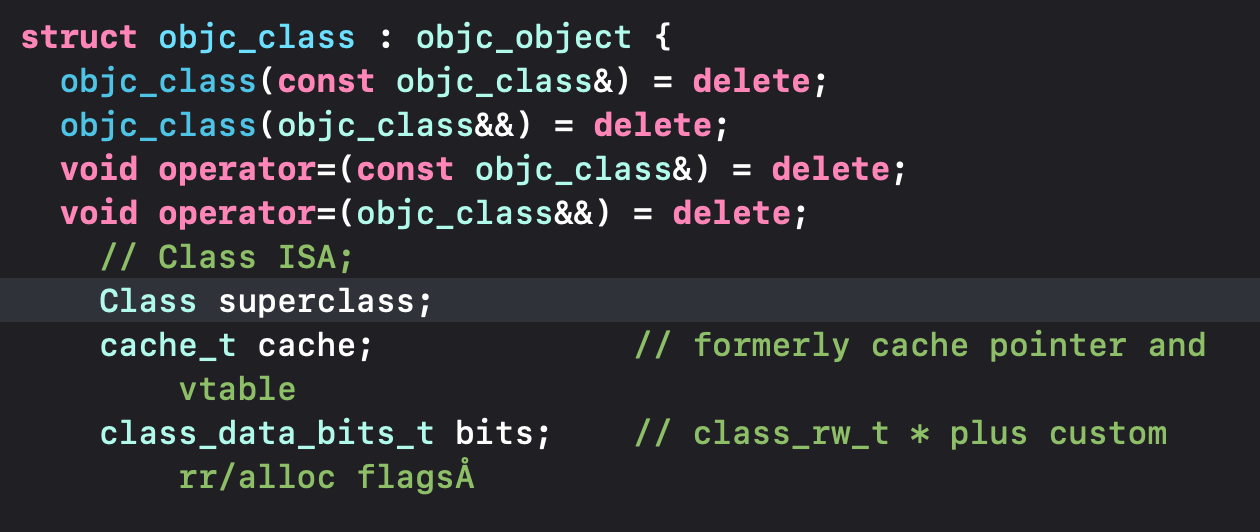 struct objc_class : objc_object {
objc_class(const objc_class&) = delete;
objc_class(objc_class&&) = delete;
void operator=(const objc_class&) = delete;
void operator=(objc_class&&) = delete;
// Class ISA;
Class superclass;
cache_t cache; // formerly cache pointer and
vtable
class_data_bits_t bits; // class_rw_t * plus custom
rr/alloc flagsÅ